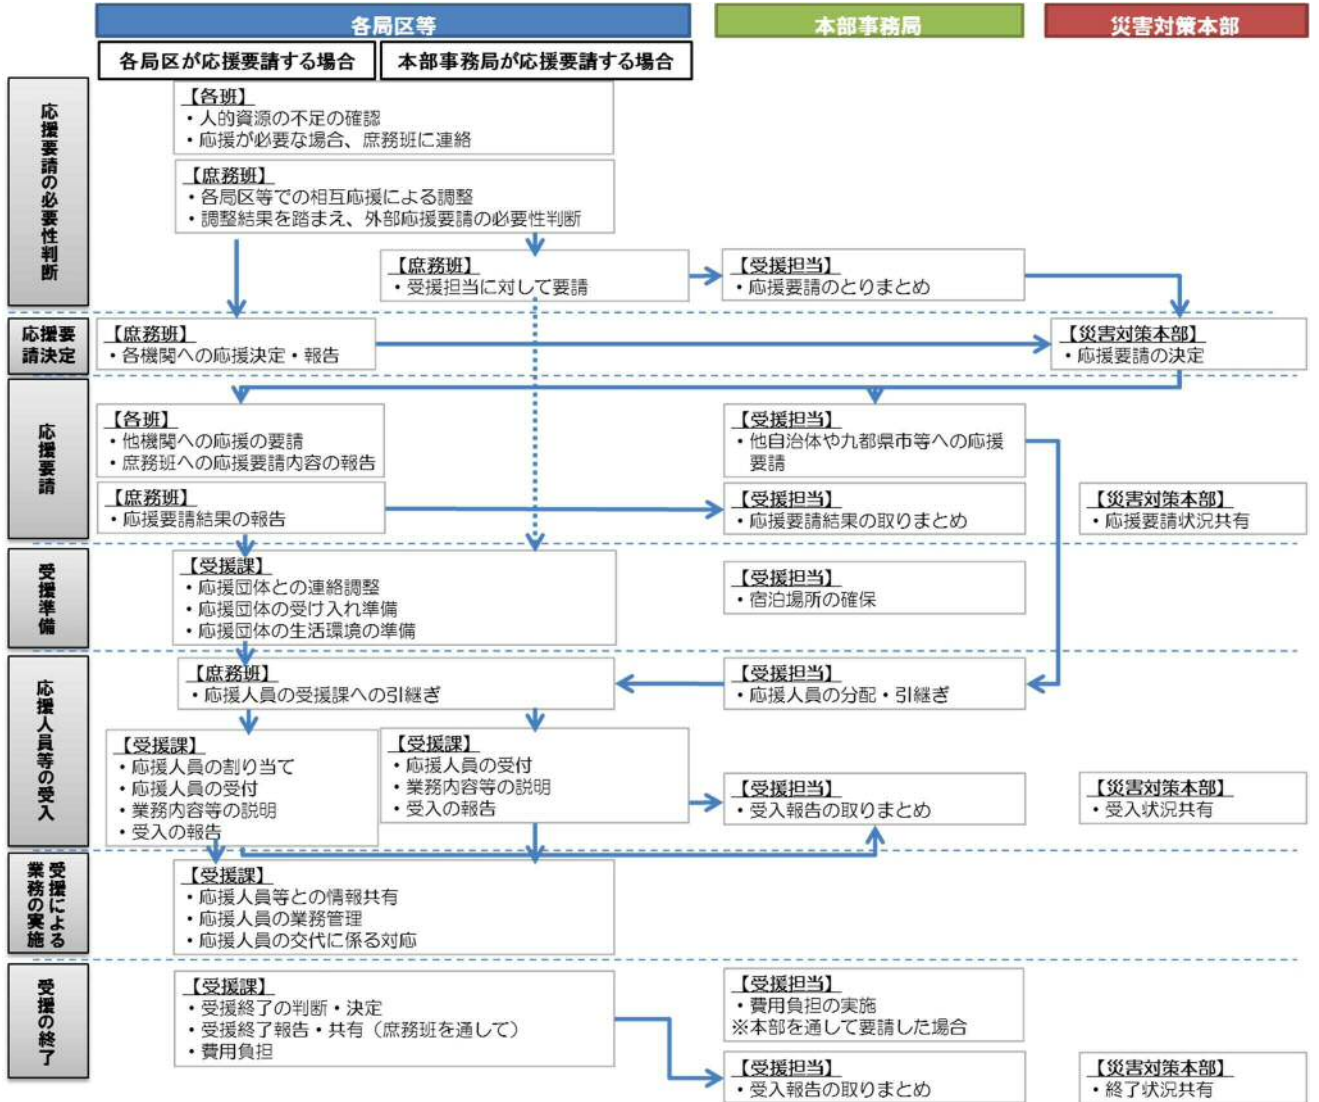 各局区等
本部事務局
災害対策本部
各局区が応援要請する場合
本部事務局が応援要請する場合
応援要請の必要性判断
【各班】
・人的資源の不足の確認
・応援が必要な場合、庶務班に連絡
【庶務班】
・各局区等での相互応援による調整
・調整結果を踏まえ、外部応援要請の必要性判断
【庶務班】
・受援担当に対して要請
【受援担当】
・応援要請のとりまとめ
応援要
請決定
【庶務班】
・各機関への応援決定・報告
【災害対策本部】
・応援要請の決定
応援要請
【各班】
・他機関への応援の要請
・庶務班への応援要請内容の報告
【受援担当】
・他自治体や九都県市等への応援
要請
【庶務班】
・応援要請結果の報告
【受援担当】
・応援要請結果の取りまとめ
【災害対策本部】
・応援要請状況共有
受援準備
【受援課】
・応援団体との連絡調整
・応援団体の受け入れ準備
・応援団体の生活環境の準備
【受援担当】
・宿泊場所の確保
応援人員等の受入
【庶務班】
・応援人員の受援課への引継ぎ
【受援担当】
・応援人員の分配・引継ぎ
【受援課】
・応援人員の割り当て
・応援人員の受付
・業務内容等の説明
・受入の報告
【受援課】
・応援人員の受付
・業務内容等の説明
・受入の報告
【受援担当】
・受入報告の取りまとめ
【災害対策本部】
・受入状況共有
受援による
業務の実施
【受援課】
・応援人員等との情報共有
・応援人員の業務管理
・応援人員の交代に係る対応
受援の終了
【受援課】
・受援終了の判断・決定
・受援終了報告・共有（庶務班を通して）
・費用負担
【受援担当】
・費用負担の実施
※本部を通して要請した場合
【受援担当】
・受入報告の取りまとめ
【災害対策本部】
・終了状況共有